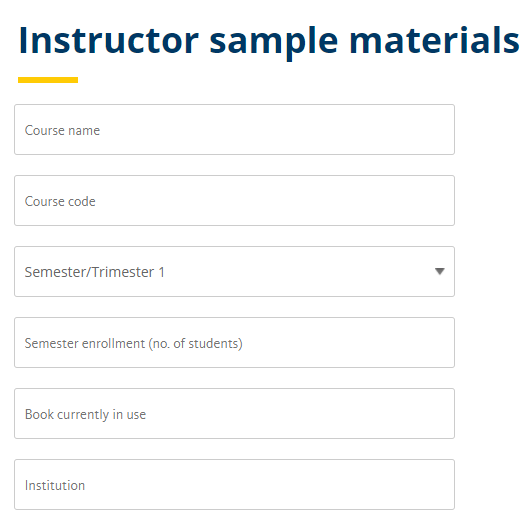 Instructor sample materials
Course name
Course code
Semester/Trimester 1
Semester enrollment (no. of students)
Book currently in use
Institution